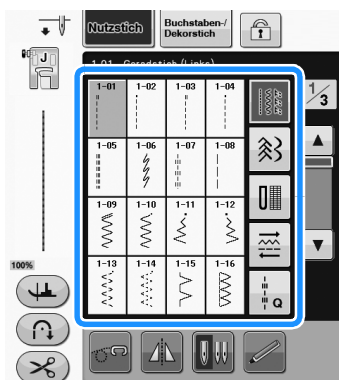 Nutzstich
Buchstaben-/
Dekorstich
J
1-01 Geradstich (Links)
1-01 1-02 1-03 1-04
1/3
1-05 1-06 1-07 1-08
1-09 1-10 1-11 1-12
100%
1-13 1-14 1-15 1-16
Q